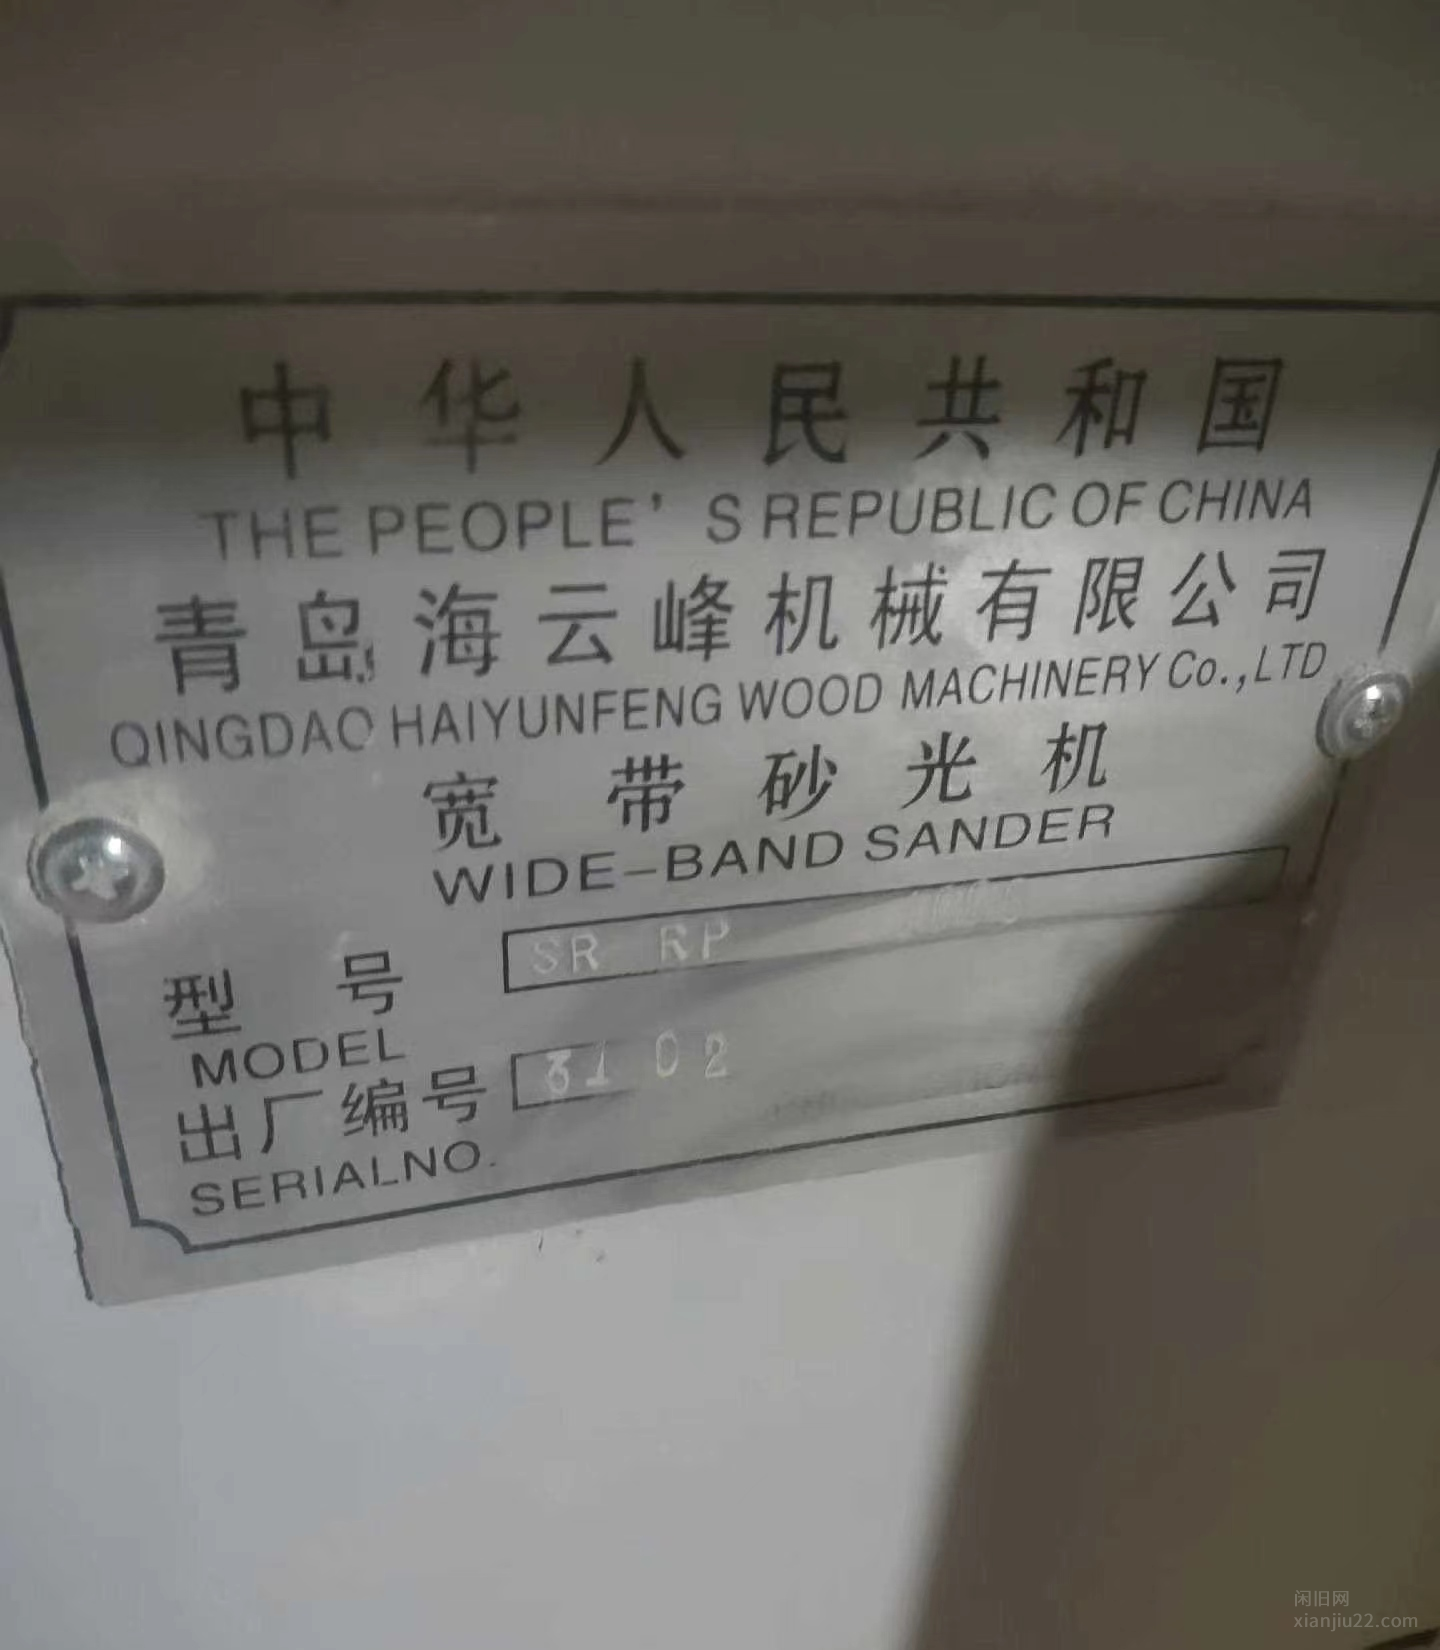 中华人民共和国
THE PEOPLE'S REPUBLIC OF CHINA
青岛海云峰机械有限公司
QINGDAO HAIYUNFENG WOOD MACHINERY Co.,LTD
宽带砂光机
WIDE-BAND SANDER
型号 SR RP
MODEL
出厂编号 3102
SERIALNO.
闲旧网
xianjiu22.com